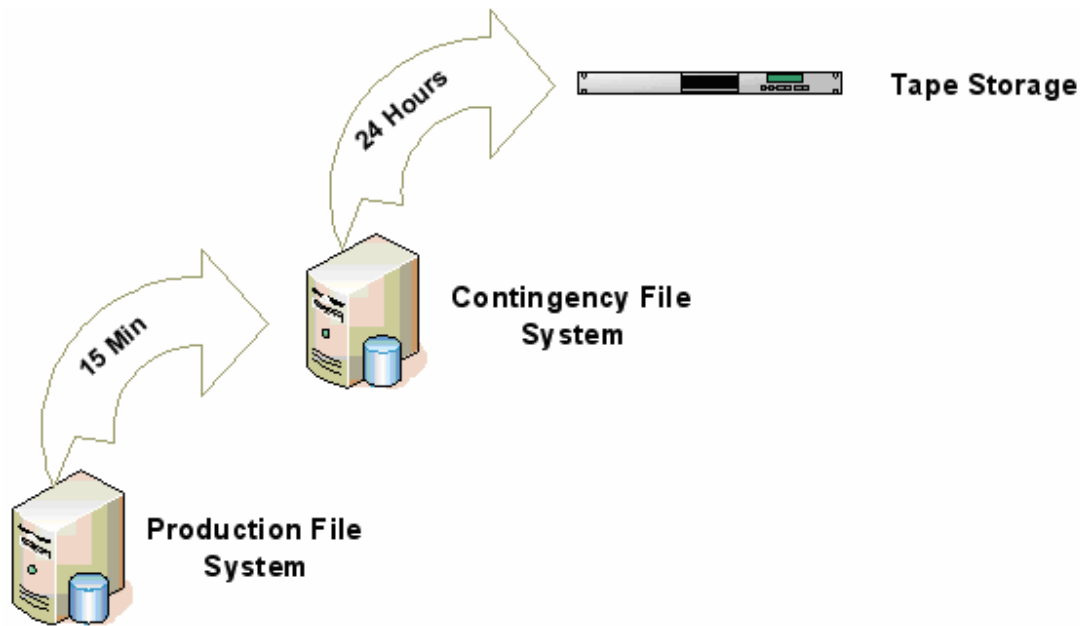 24 Hours
Tape Storage
15 Min
Contingency File
System
Production File
System